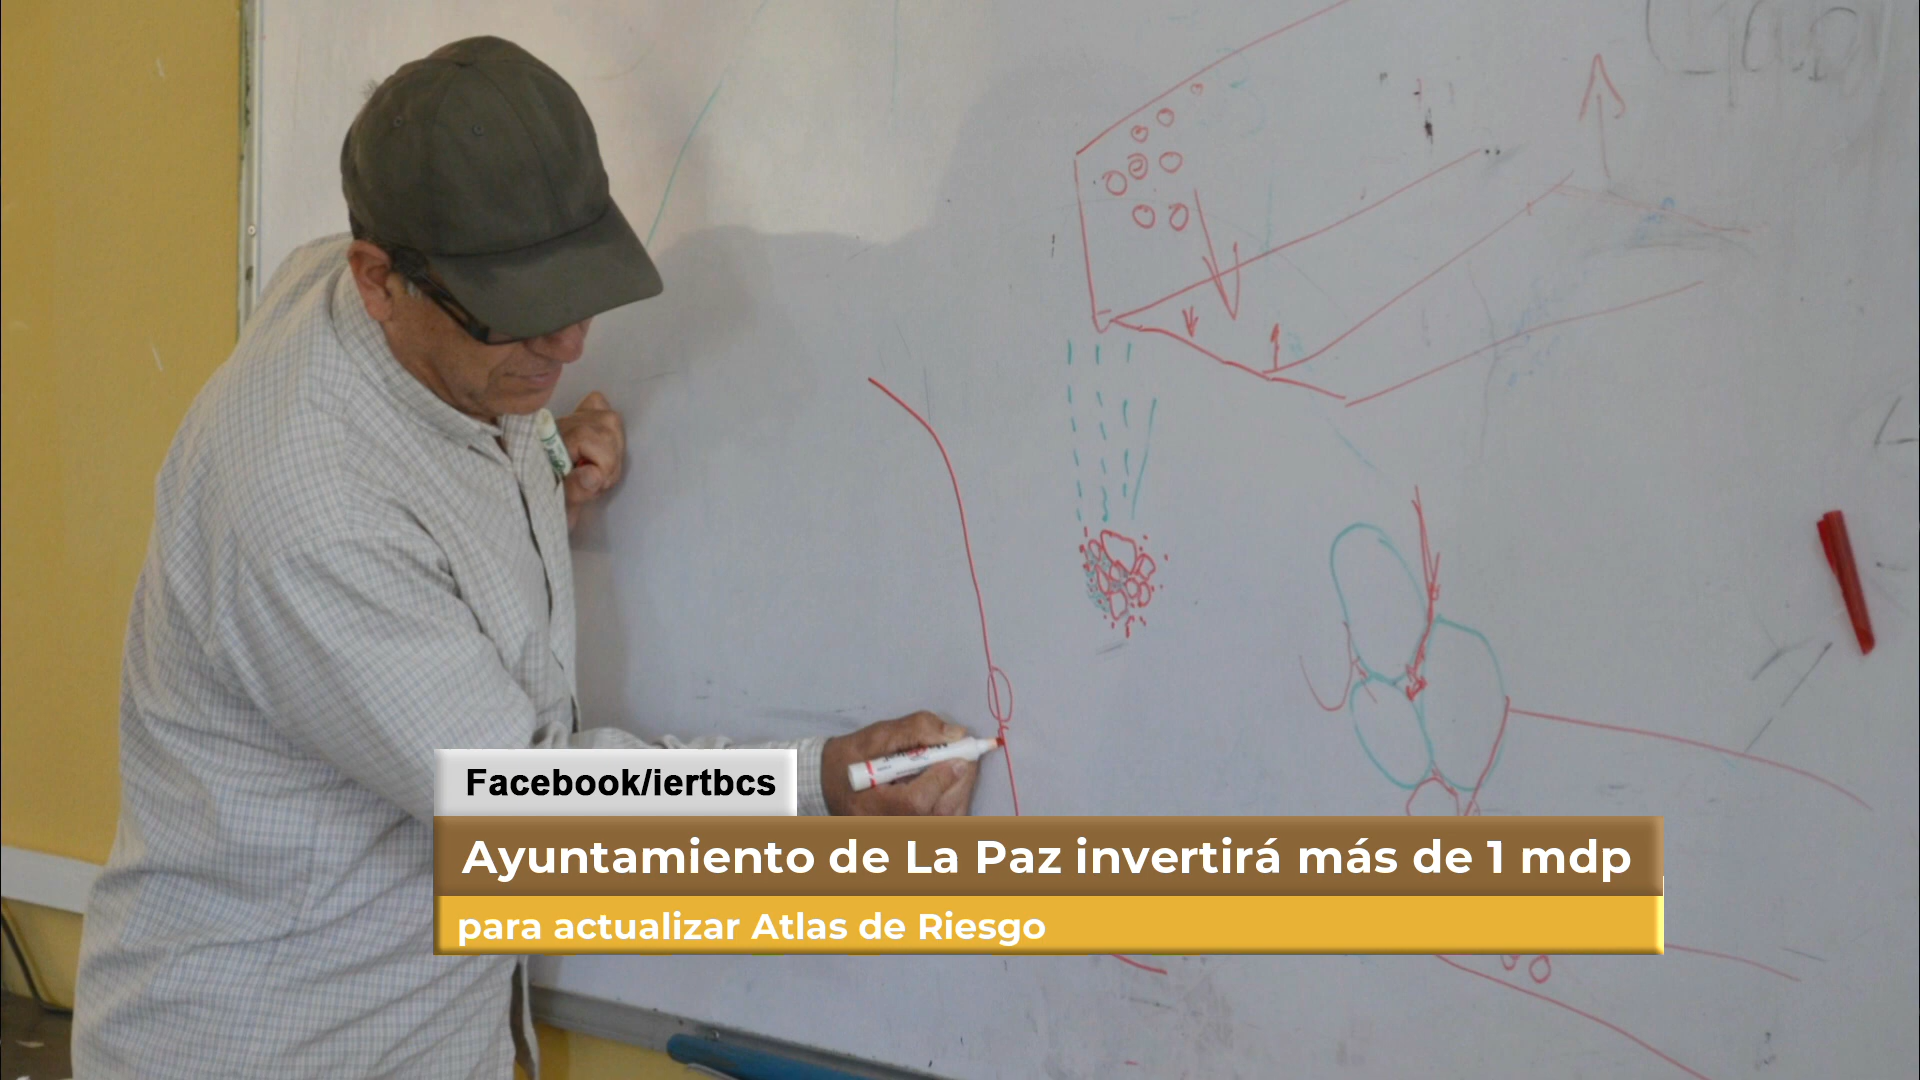 Facebook/iertbcs
Ayuntamiento de La Paz invertirá más de 1 mdp
para actualizar Atlas de Riesgo